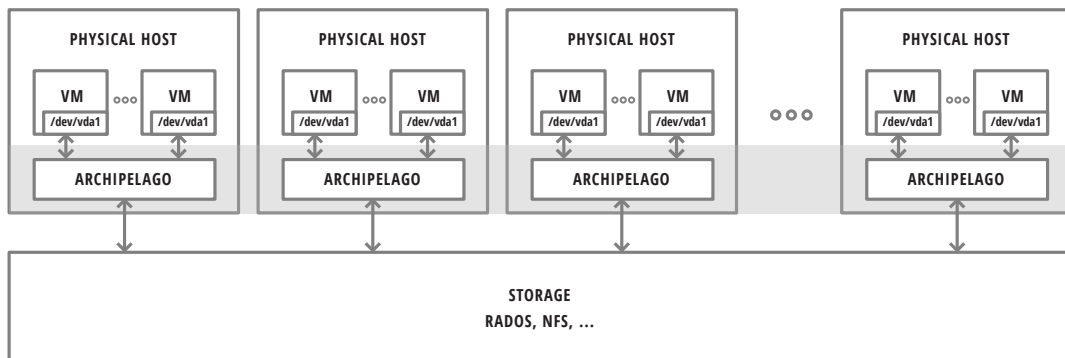 PHYSICAL HOST
VM
VM
/dev/vda1
/dev/vda1
ARCHIPELAGO
PHYSICAL HOST
VM
VM
/dev/vda1
/dev/vda1
ARCHIPELAGO
PHYSICAL HOST
VM
VM
/dev/vda1
/dev/vda1
ARCHIPELAGO
PHYSICAL HOST
VM
VM
/dev/vda1
/dev/vda1
ARCHIPELAGO
STORAGE
RADOS, NFS, ...